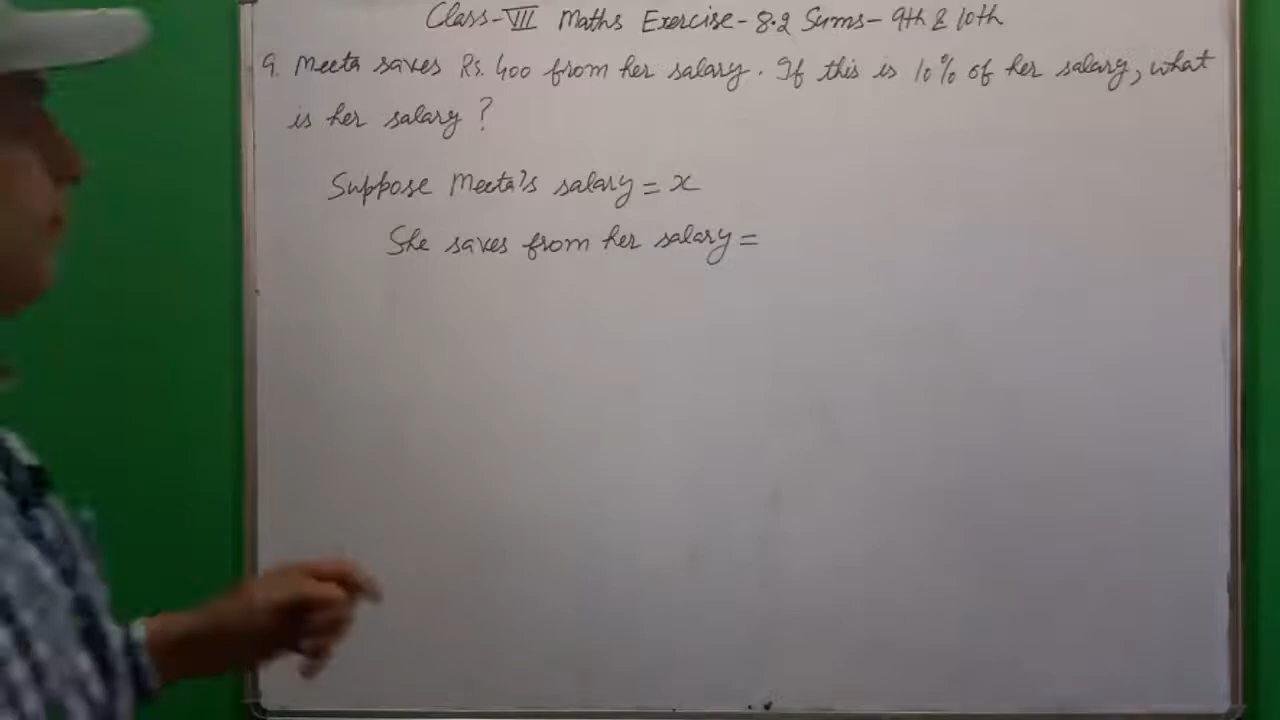 Class-VII Maths Exercise-8.2 Sums-9th & 10th
9. Meeta saves Rs. 400 from her salary. If this is 10% of her salary, what
is her salary?
Suppose Meeta's salary = x
She saves from her salary =